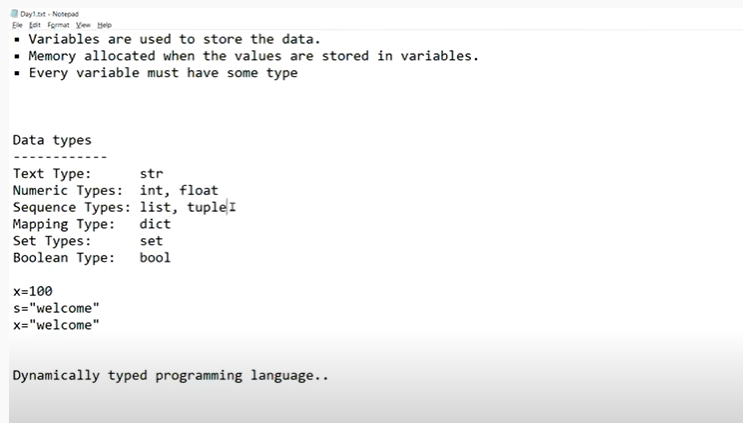 Day1.txt - Notepad
File Edit Format View Help
▪ Variables are used to store the data.
▪ Memory allocated when the values are stored in variables.
▪ Every variable must have some type
Data types
------------
Text Type: str
Numeric Types: int, float
Sequence Types: list, tuple
Mapping Type: dict
Set Types: set
Boolean Type: bool
x=100
s="welcome"
x="welcome"
Dynamically typed programming language..